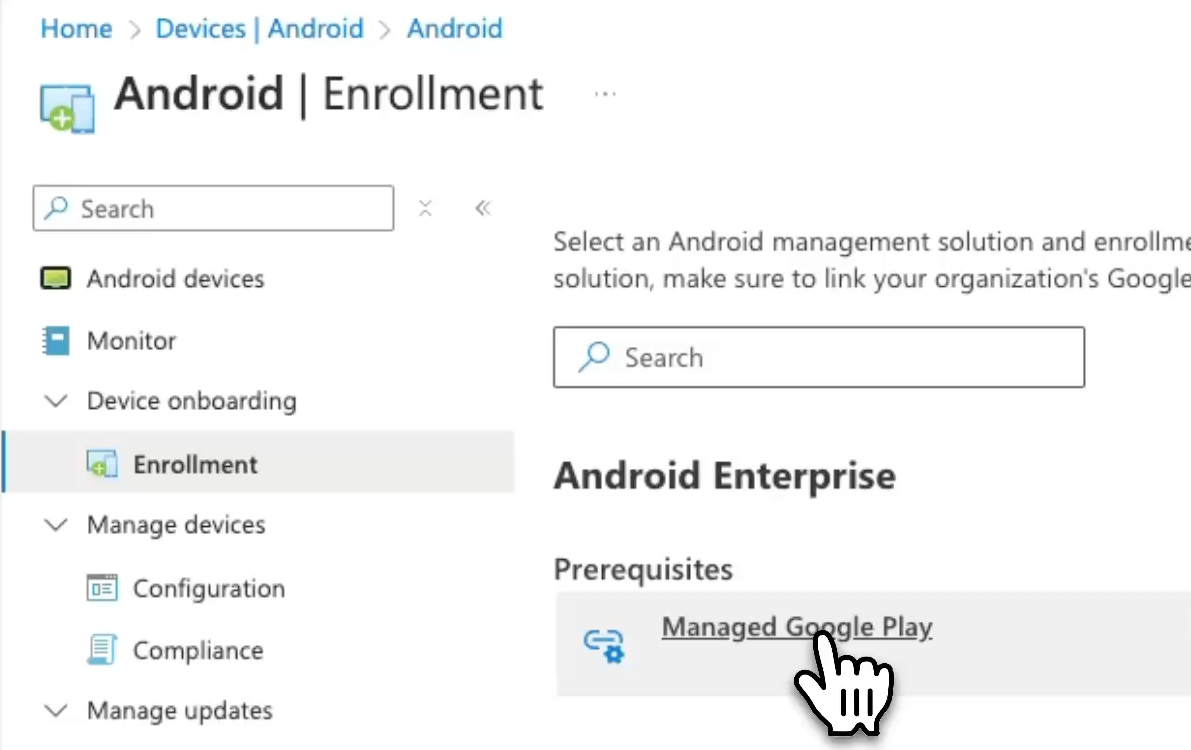 Home > Devices | Android > Android
Android | Enrollment ...
Search
Android devices
Monitor
Device onboarding
Enrollment
Manage devices
Configuration
Compliance
Manage updates
Select an Android management solution and enrollme
solution, make sure to link your organization's Google
Search
Android Enterprise
Prerequisites
Managed Google Play